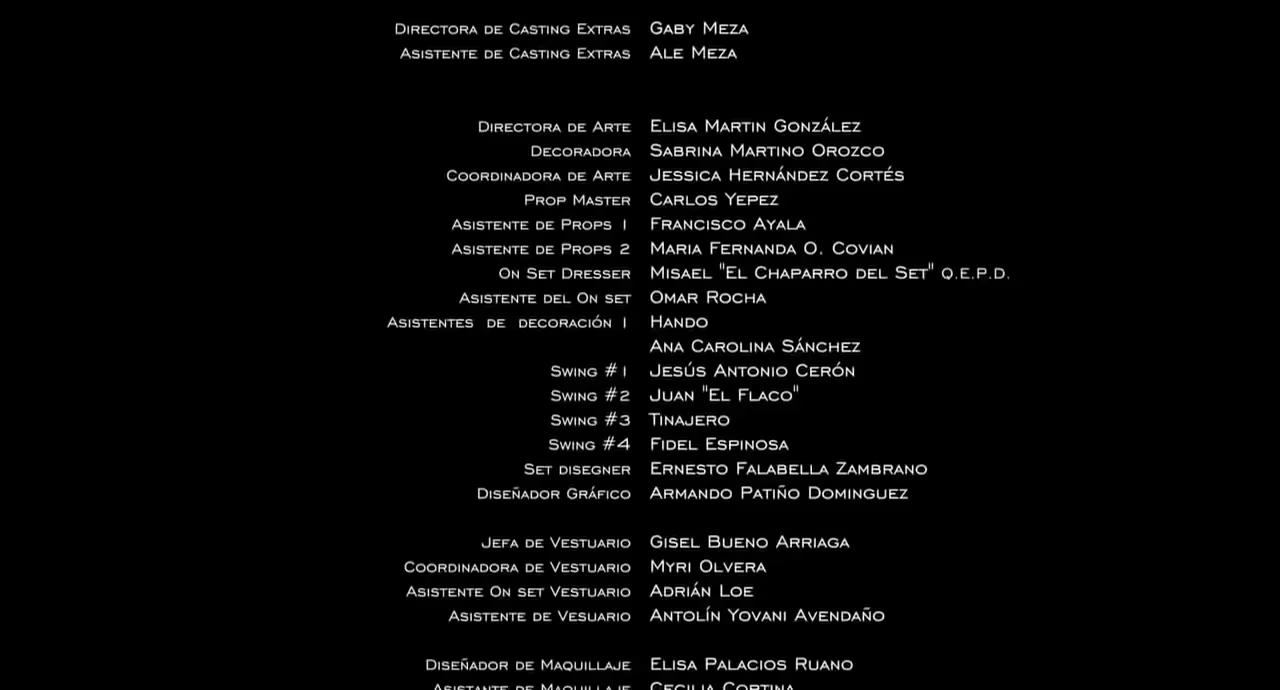 Directora de Casting Extras Gaby Meza
Asistente de Casting Extras Ale Meza
Directora de Arte Elisa Martin González
Decoradora Sabrina Martino Orozco
Coordinadora de Arte Jessica Hernández Cortés
Prop Master Carlos Yepez
Asistente de Props 1 Francisco Ayala
Asistente de Props 2 Maria Fernanda O. Covian
On Set Dresser Misael "El Chaparro del Set" Q.E.P.D.
Asistente del On set Omar Rocha
Asistentes de decoración 1 Hando
Ana Carolina Sánchez
Swing #1 Jesús Antonio Cerón
Swing #2 Juan "El Flaco"
Swing #3 Tinajero
Swing #4 Fidel Espinosa
Set disegner Ernesto Falabella Zambrano
Diseñador Gráfico Armando Patiño Dominguez
Jefa de Vestuario Gisel Bueno Arriaga
Coordinadora de Vestuario Myri Olvera
Asistente On set Vestuario Adrián Loe
Asistente de Vesuario Antolín Yovani Avendaño
Diseñador de Maquillaje Elisa Palacios Ruano
Asistante de Maquillaje Cecilia Cortina